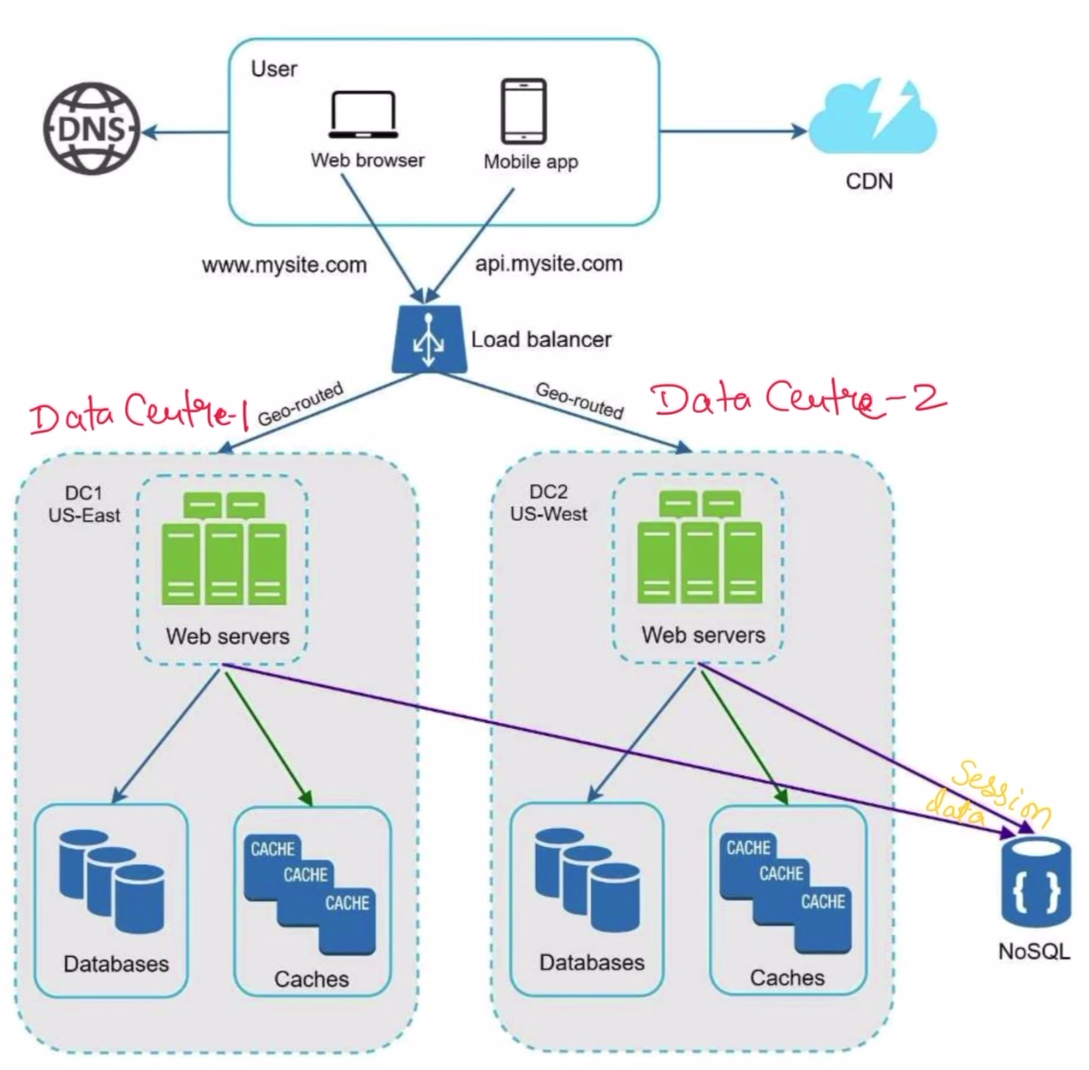 User
DNS
Web browser
Mobile app
CDN
www.mysite.com
api.mysite.com
Load balancer
Data Centre-1
Geo-routed
Geo-routed
Data Centre-2
DC1
US-East
DC2
US-West
Web servers
Web servers
Session
data
CACHE
CACHE
CACHE
Databases
Caches
CACHE
CACHE
CACHE
Databases
Caches
{ }
NoSQL